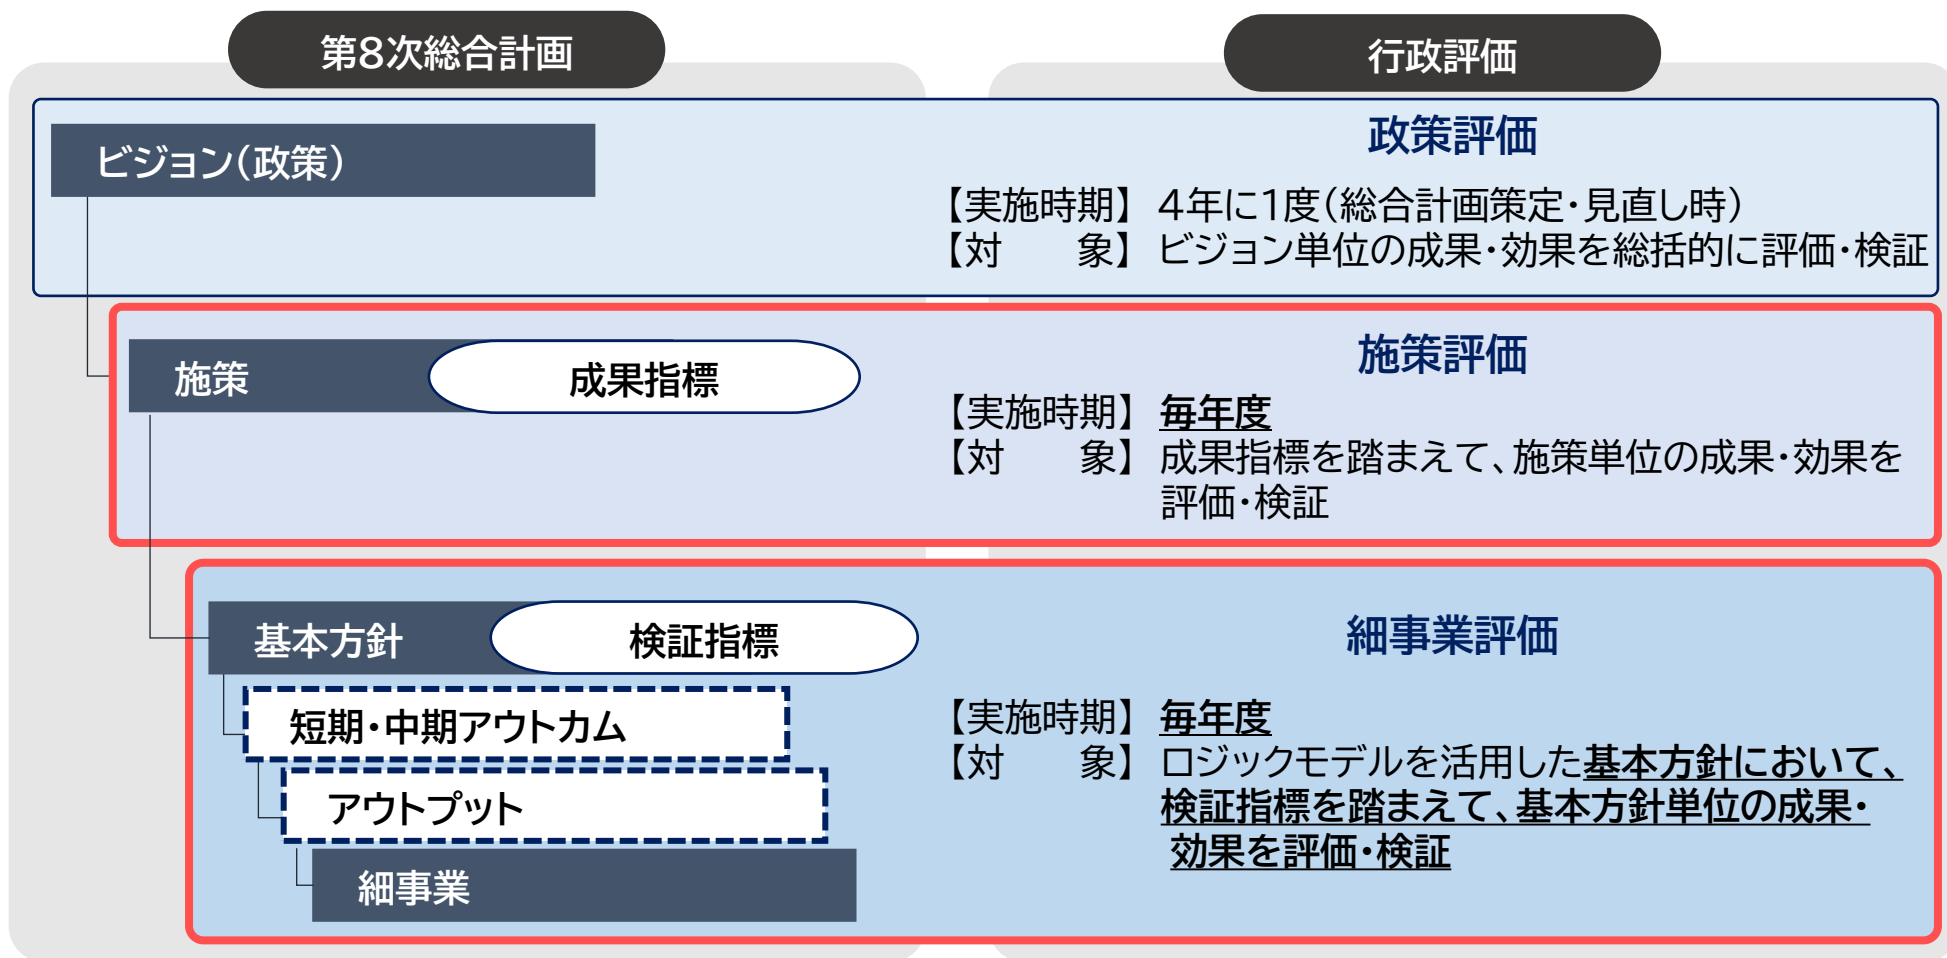 第8次総合計画
行政評価
ビジョン(政策)
政策評価
【実施時期】 4年に1度(総合計画策定・見直し時)
【対　　象】 ビジョン単位の成果・効果を総括的に評価・検証
施策
成果指標
施策評価
【実施時期】 毎年度
【対　　象】 成果指標を踏まえて、施策単位の成果・効果を
評価・検証
基本方針
検証指標
短期・中期アウトカム
アウトプット
細事業
細事業評価
【実施時期】 毎年度
【対　　象】 ロジックモデルを活用した基本方針において、
検証指標を踏まえて、基本方針単位の成果・
効果を評価・検証